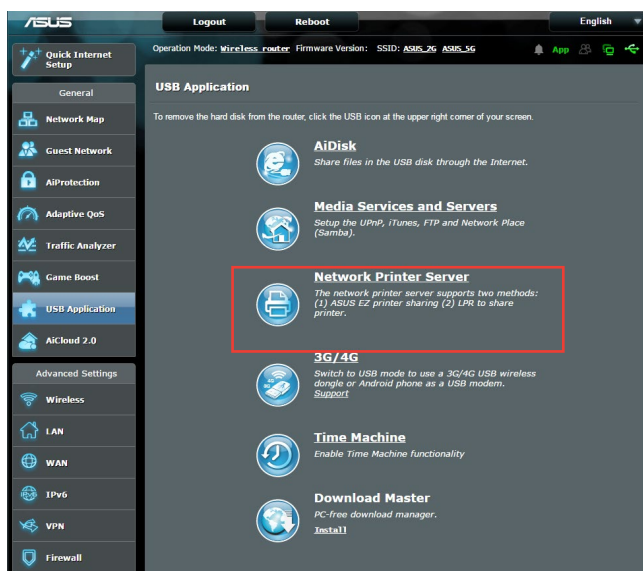 ASUS
Logout
Reboot
English
Quick Internet
Setup
Operation Mode: Wireless router Firmware Version: SSID: ASUS_2G ASUS_5G
App
General
Network Map
Guest Network
AiProtection
Adaptive QoS
Traffic Analyzer
Game Boost
USB Application
AiCloud 2.0
Advanced Settings
Wireless
LAN
WAN
IPv6
VPN
Firewall
USB Application
To remove the hard disk from the router, click the USB icon at the upper right corner of your screen.
AiDisk
Share files in the USB disk through the Internet.
Media Services and Servers
Setup the UPnP, iTunes, FTP and Network Place
(Samba).
Network Printer Server
The network printer server supports two methods:
(1) ASUS EZ printer sharing (2) LPR to share
printer.
3G/4G
Switch to USB mode to use a 3G/4G USB wireless
dongle or Android phone as a USB modem.
Support
Time Machine
Enable Time Machine functionality
Download Master
PC-free download manager.
Install